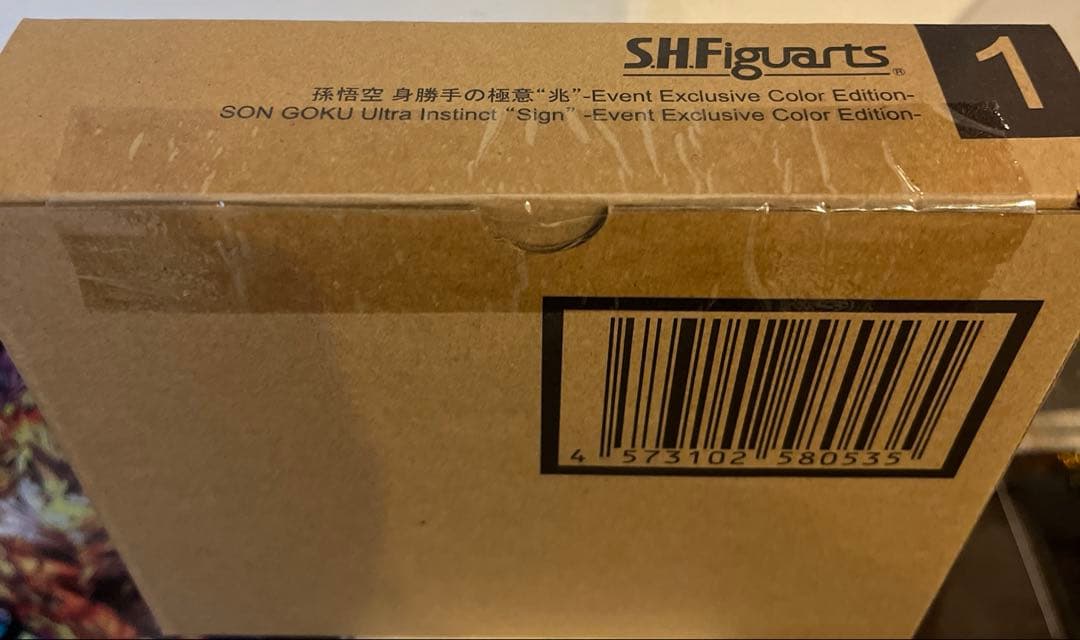 S.H.Figuarts®
1
孫悟空 身勝手の極意“兆”-Event Exclusive Color Edition-
SON GOKU Ultra Instinct “Sign” -Event Exclusive Color Edition-
4 573102 580535